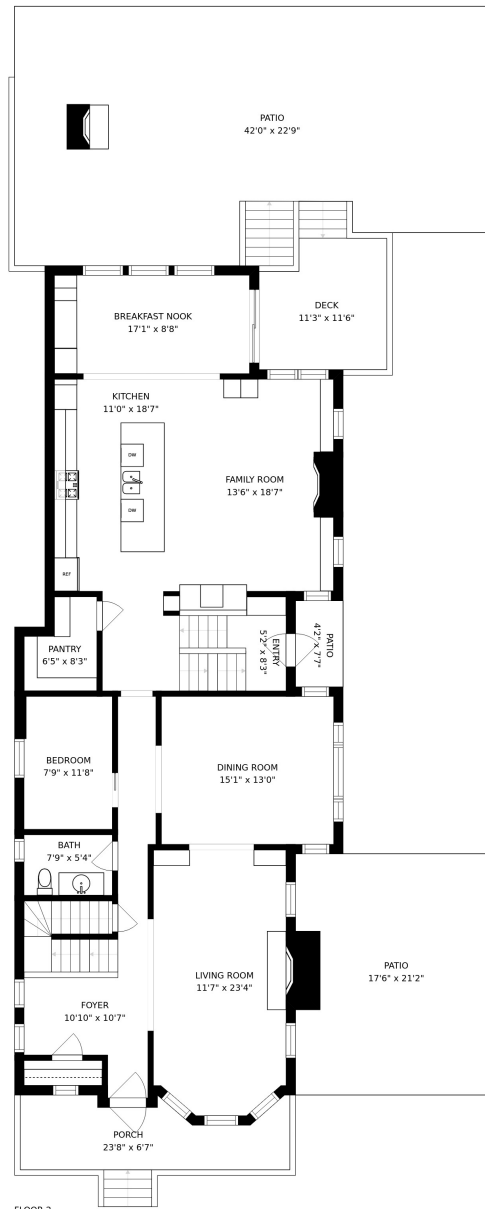 PATIO
42'0" x 22'9"
DECK
11'3" x 11'6"
BREAKFAST NOOK
17'1" x 8'8"
KITCHEN
11'0" x 18'7"
DW
DW
FAMILY ROOM
13'6" x 18'7"
REF
PANTRY
6'5" x 8'3"
ENTRY
5'2" x 8'3"
PATIO
4'2" x 7'7"
BEDROOM
7'9" x 11'8"
DINING ROOM
15'1" x 13'0"
BATH
7'9" x 5'4"
LIVING ROOM
11'7" x 23'4"
PATIO
17'6" x 21'2"
FOYER
10'10" x 10'7"
PORCH
23'8" x 6'7"
FLOOR 2